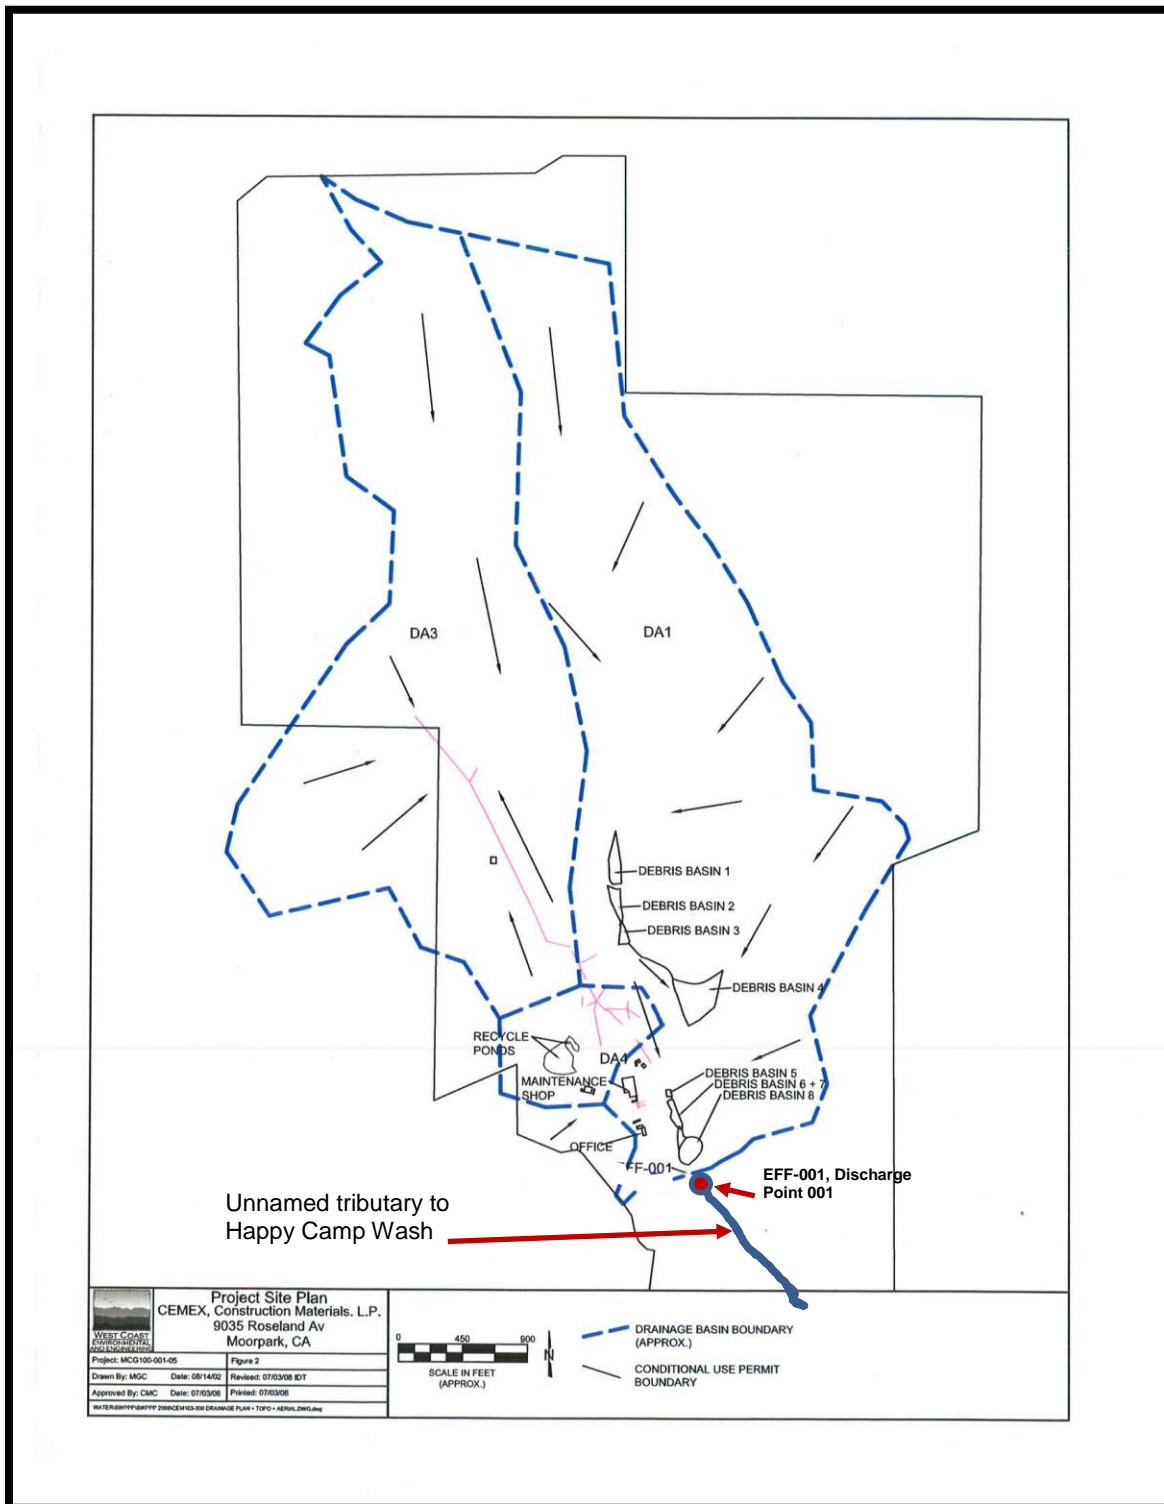 DA3
DA1
DEBRIS BASIN 1
DEBRIS BASIN 2
DEBRIS BASIN 3
DEBRIS BASIN 4
RECYCLE
PONDS
DA4
MAINTENANCE
SHOP
DEBRIS BASIN 5
DEBRIS BASIN 6 + 7
DEBRIS BASIN 8
OFFICE
FF-001
EFF-001, Discharge
Point 001
Unnamed tributary to
Happy Camp Wash
WEST COAST
ENVIRONMENTAL
AND ENGINEERING
Project Site Plan
CEMEX, Construction Materials. L.P.
9035 Roseland Av
Moorpark, CA
Project: MCG100-001-05
Figure 2
Drawn By: MGC Date: 08/14/02
Revised: 07/03/08 IDT
Approved By: CMC Date: 07/03/08
Printed: 07/03/08
0 450 900
SCALE IN FEET
(APPROX.)
N
DRAINAGE BASIN BOUNDARY
(APPROX.)
CONDITIONAL USE PERMIT
BOUNDARY